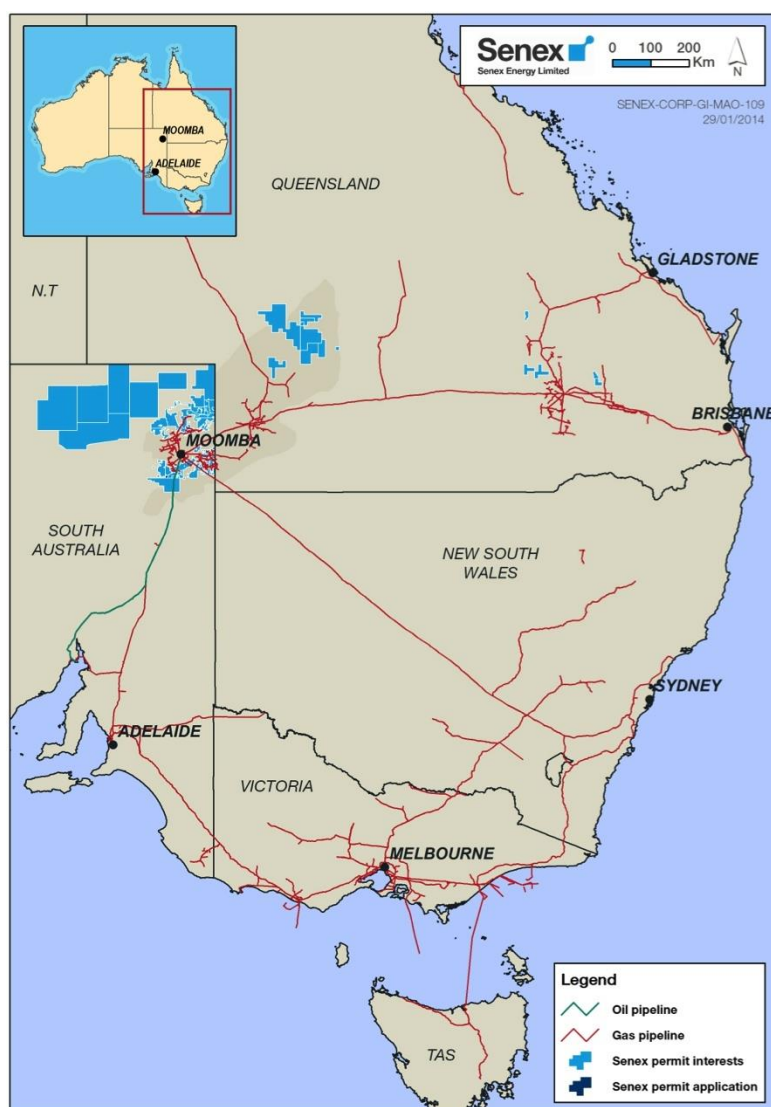 MOOMBA
ADELAIDE
Senex
Senex Energy Limited
0 100 200
Km
N
SENEX-CORP-GI-MAO-109
29/01/2014
QUEENSLAND
GLADSTONE
N.T
BRISBANE
MOOMBA
SOUTH
AUSTRALIA
NEW SOUTH
WALES
SYDNEY
ADELAIDE
VICTORIA
MELBOURNE
TAS
Legend
Oil pipeline
Gas pipeline
Senex permit interests
Senex permit application